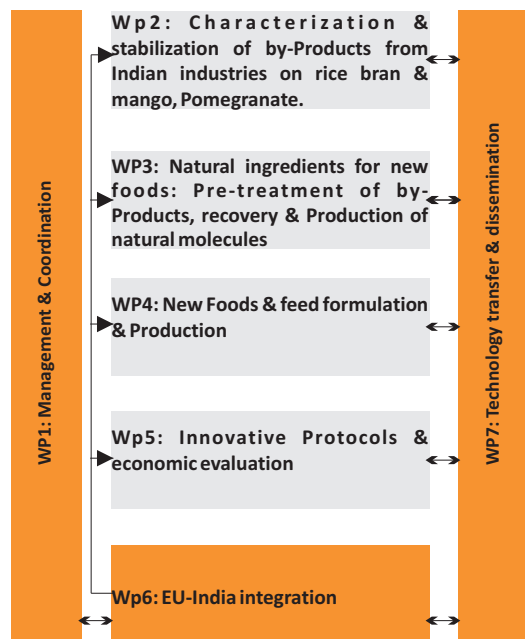 WP1: Management & Coordination
Wp2: Characterization &
stabilization of by-Products from
Indian industries on rice bran &
mango, Pomegranate.
WP3: Natural ingredients for new
foods: Pre-treatment of by-
Products, recovery & Production of
natural molecules
WP4: New Foods & feed formulation
& Production
Wp5: Innovative Protocols &
economic evaluation
Wp6: EU-India integration
WP7: Technology transfer & dissemination